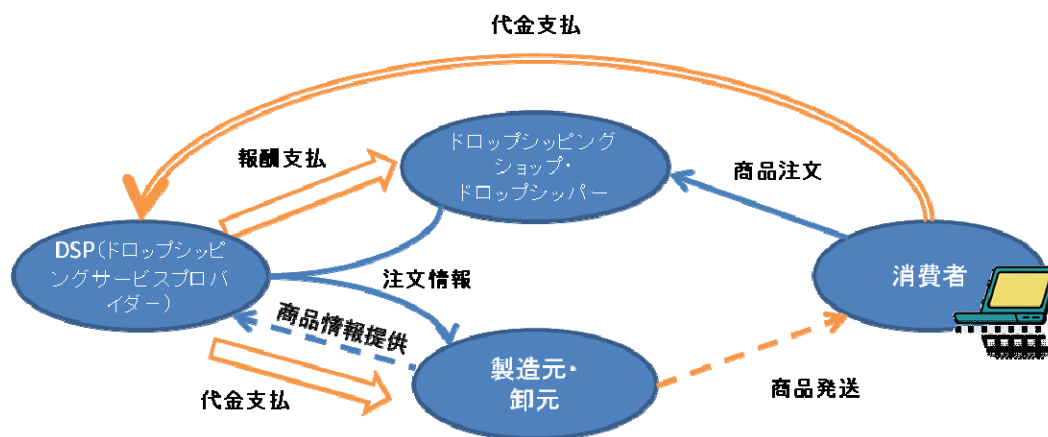 代金支払
報酬支払
ドロップシッピング
ショップ・
ドロップシッパー
商品注文
DSP(ドロップシッピ
ングサービスプロバ
イダー)
注文情報
消費者
商品情報提供
代金支払
製造元・
卸元
商品発送